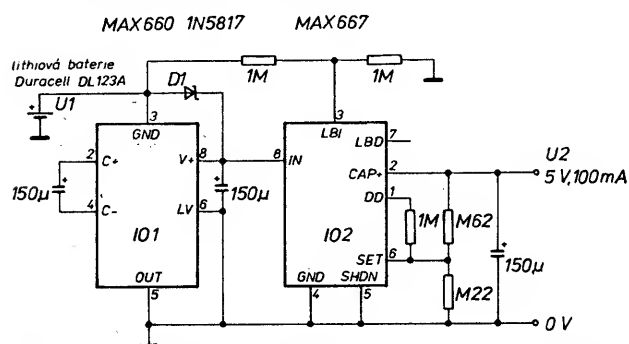 MAX660 1N5817 MAX667
lithiová baterie
Duracell DL123A
D1
1M
1M
+
U1
3
GND
3
LBI
LBD
7
2
C+
V+
8
8
IN
CAP+
2
U2
5V,100mA
DD
1
150µ
+
+
150µ
4
C-
LV
6
IO1
IO2
1M
M62
SET
6
+
150µ
OUT
5
GND
4
SHDN
5
M22
0 V